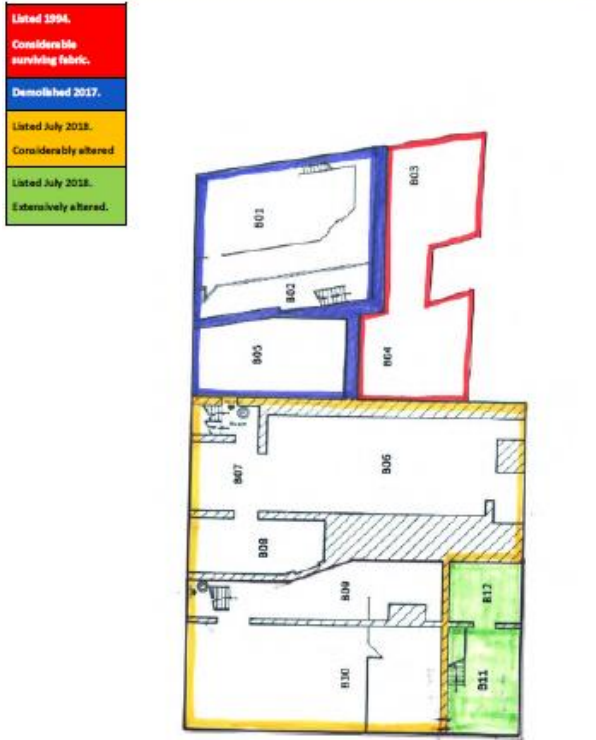 Listed 1994.
Considerable
surviving fabric.
Demolished 2017.
Listed July 2018.
Considerably altered
Listed July 2018.
Extensively altered.
B03
B01
B02
B05
B04
B06
B07
B08
B09
B12
B10
B11